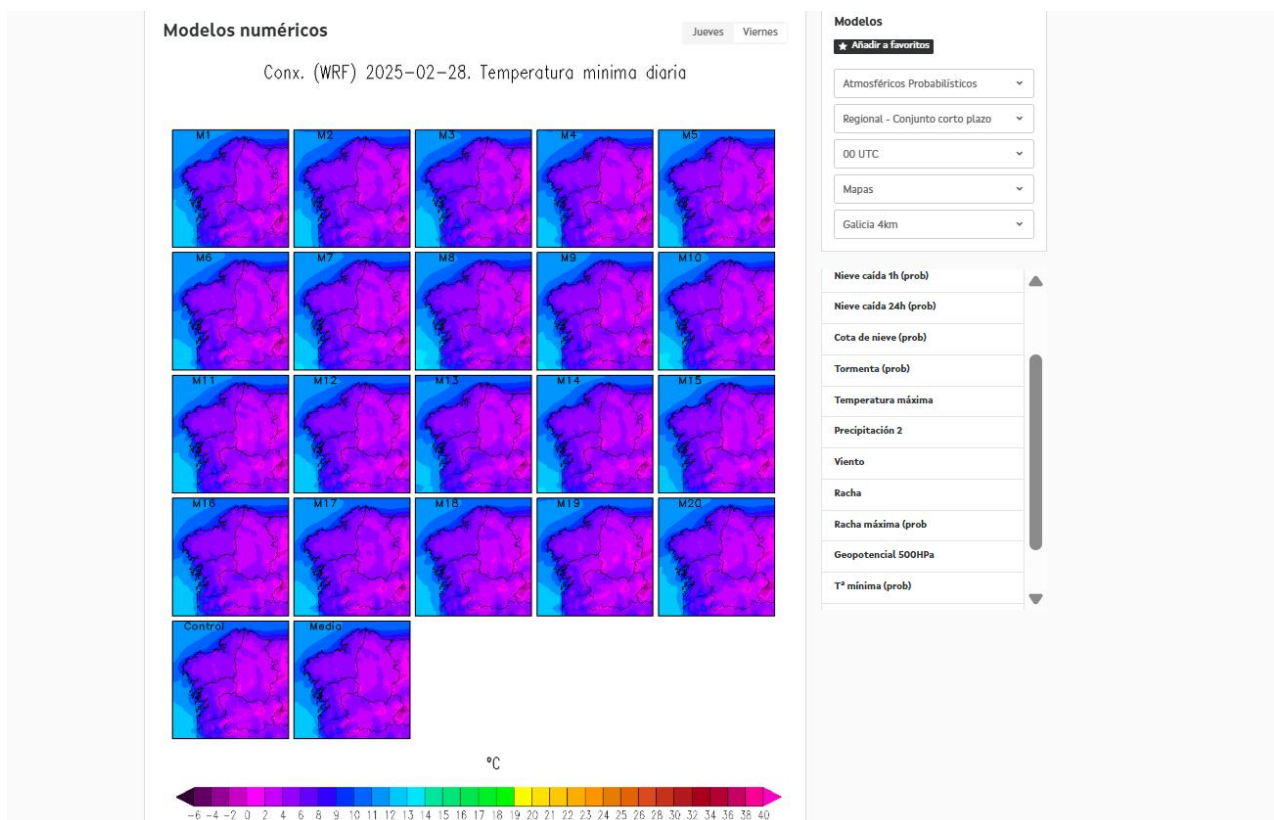 Modelos numéricos
Jueves Viernes
Conx. (WRF) 2025-02-28. Temperatura minima diaria
M1 M2 M3 M4 M5
M6 M7 M8 M9 M10
M11 M12 M13 M14 M15
M16 M17 M18 M19 M20
Control Media
°C
-6 -4 -2 0 2 4 6 8 9 10 11 12 13 14 15 16 17 18 19 20 21 22 23 24 25 26 28 30 32 34 36 38 40
Modelos
Añadir a favoritos
Atmosféricos Probabilísticos
Regional - Conjunto corto plazo
00 UTC
Mapas
Galicia 4km
Nieve caída 1h (prob)
Nieve caída 24h (prob)
Cota de nieve (prob)
Tormenta (prob)
Temperatura máxima
Precipitación 2
Viento
Racha
Racha máxima (prob
Geopotencial 500HPa
Tª mínima (prob)